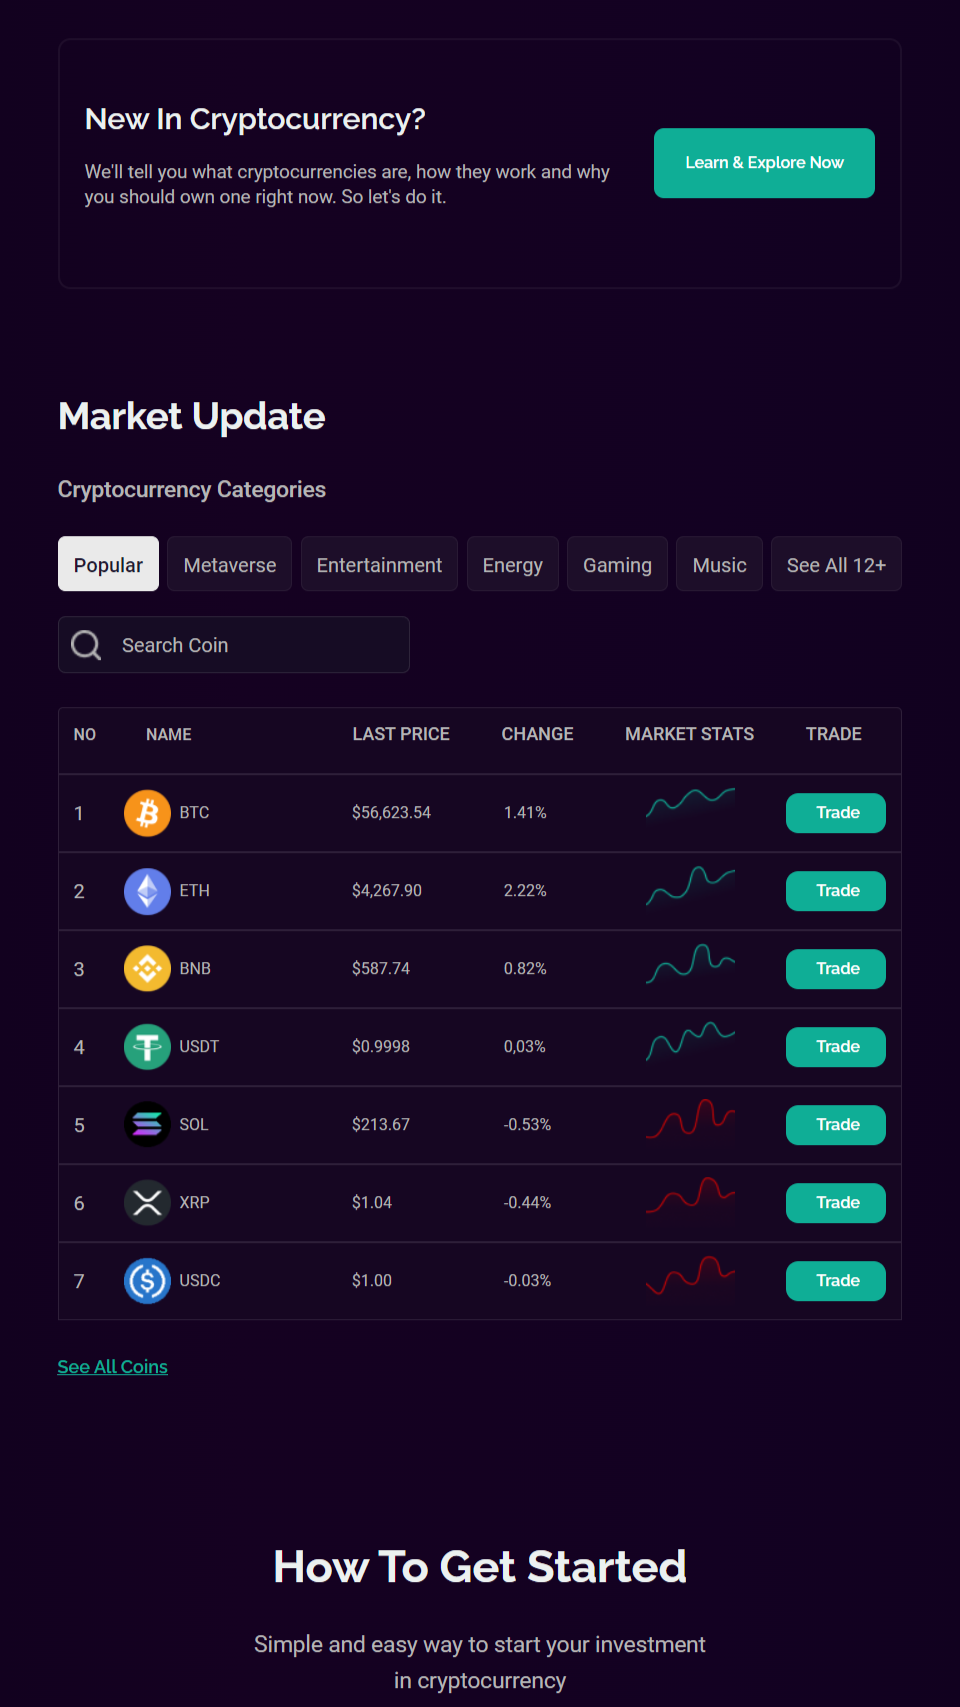 New In Cryptocurrency?
We'll tell you what cryptocurrencies are, how they work and why
you should own one right now. So let's do it.
Learn & Explore Now
Market Update
Cryptocurrency Categories
Popular Metaverse Entertainment Energy Gaming Music See All 12+
Search Coin
NO NAME LAST PRICE CHANGE MARKET STATS TRADE
1 BTC $56,623.54 1.41% Trade
2 ETH $4,267.90 2.22% Trade
3 BNB $587.74 0.82% Trade
4 USDT $0.9998 0,03% Trade
5 SOL $213.67 -0.53% Trade
6 XRP $1.04 -0.44% Trade
7 USDC $1.00 -0.03% Trade
See All Coins
How To Get Started
Simple and easy way to start your investment
in cryptocurrency